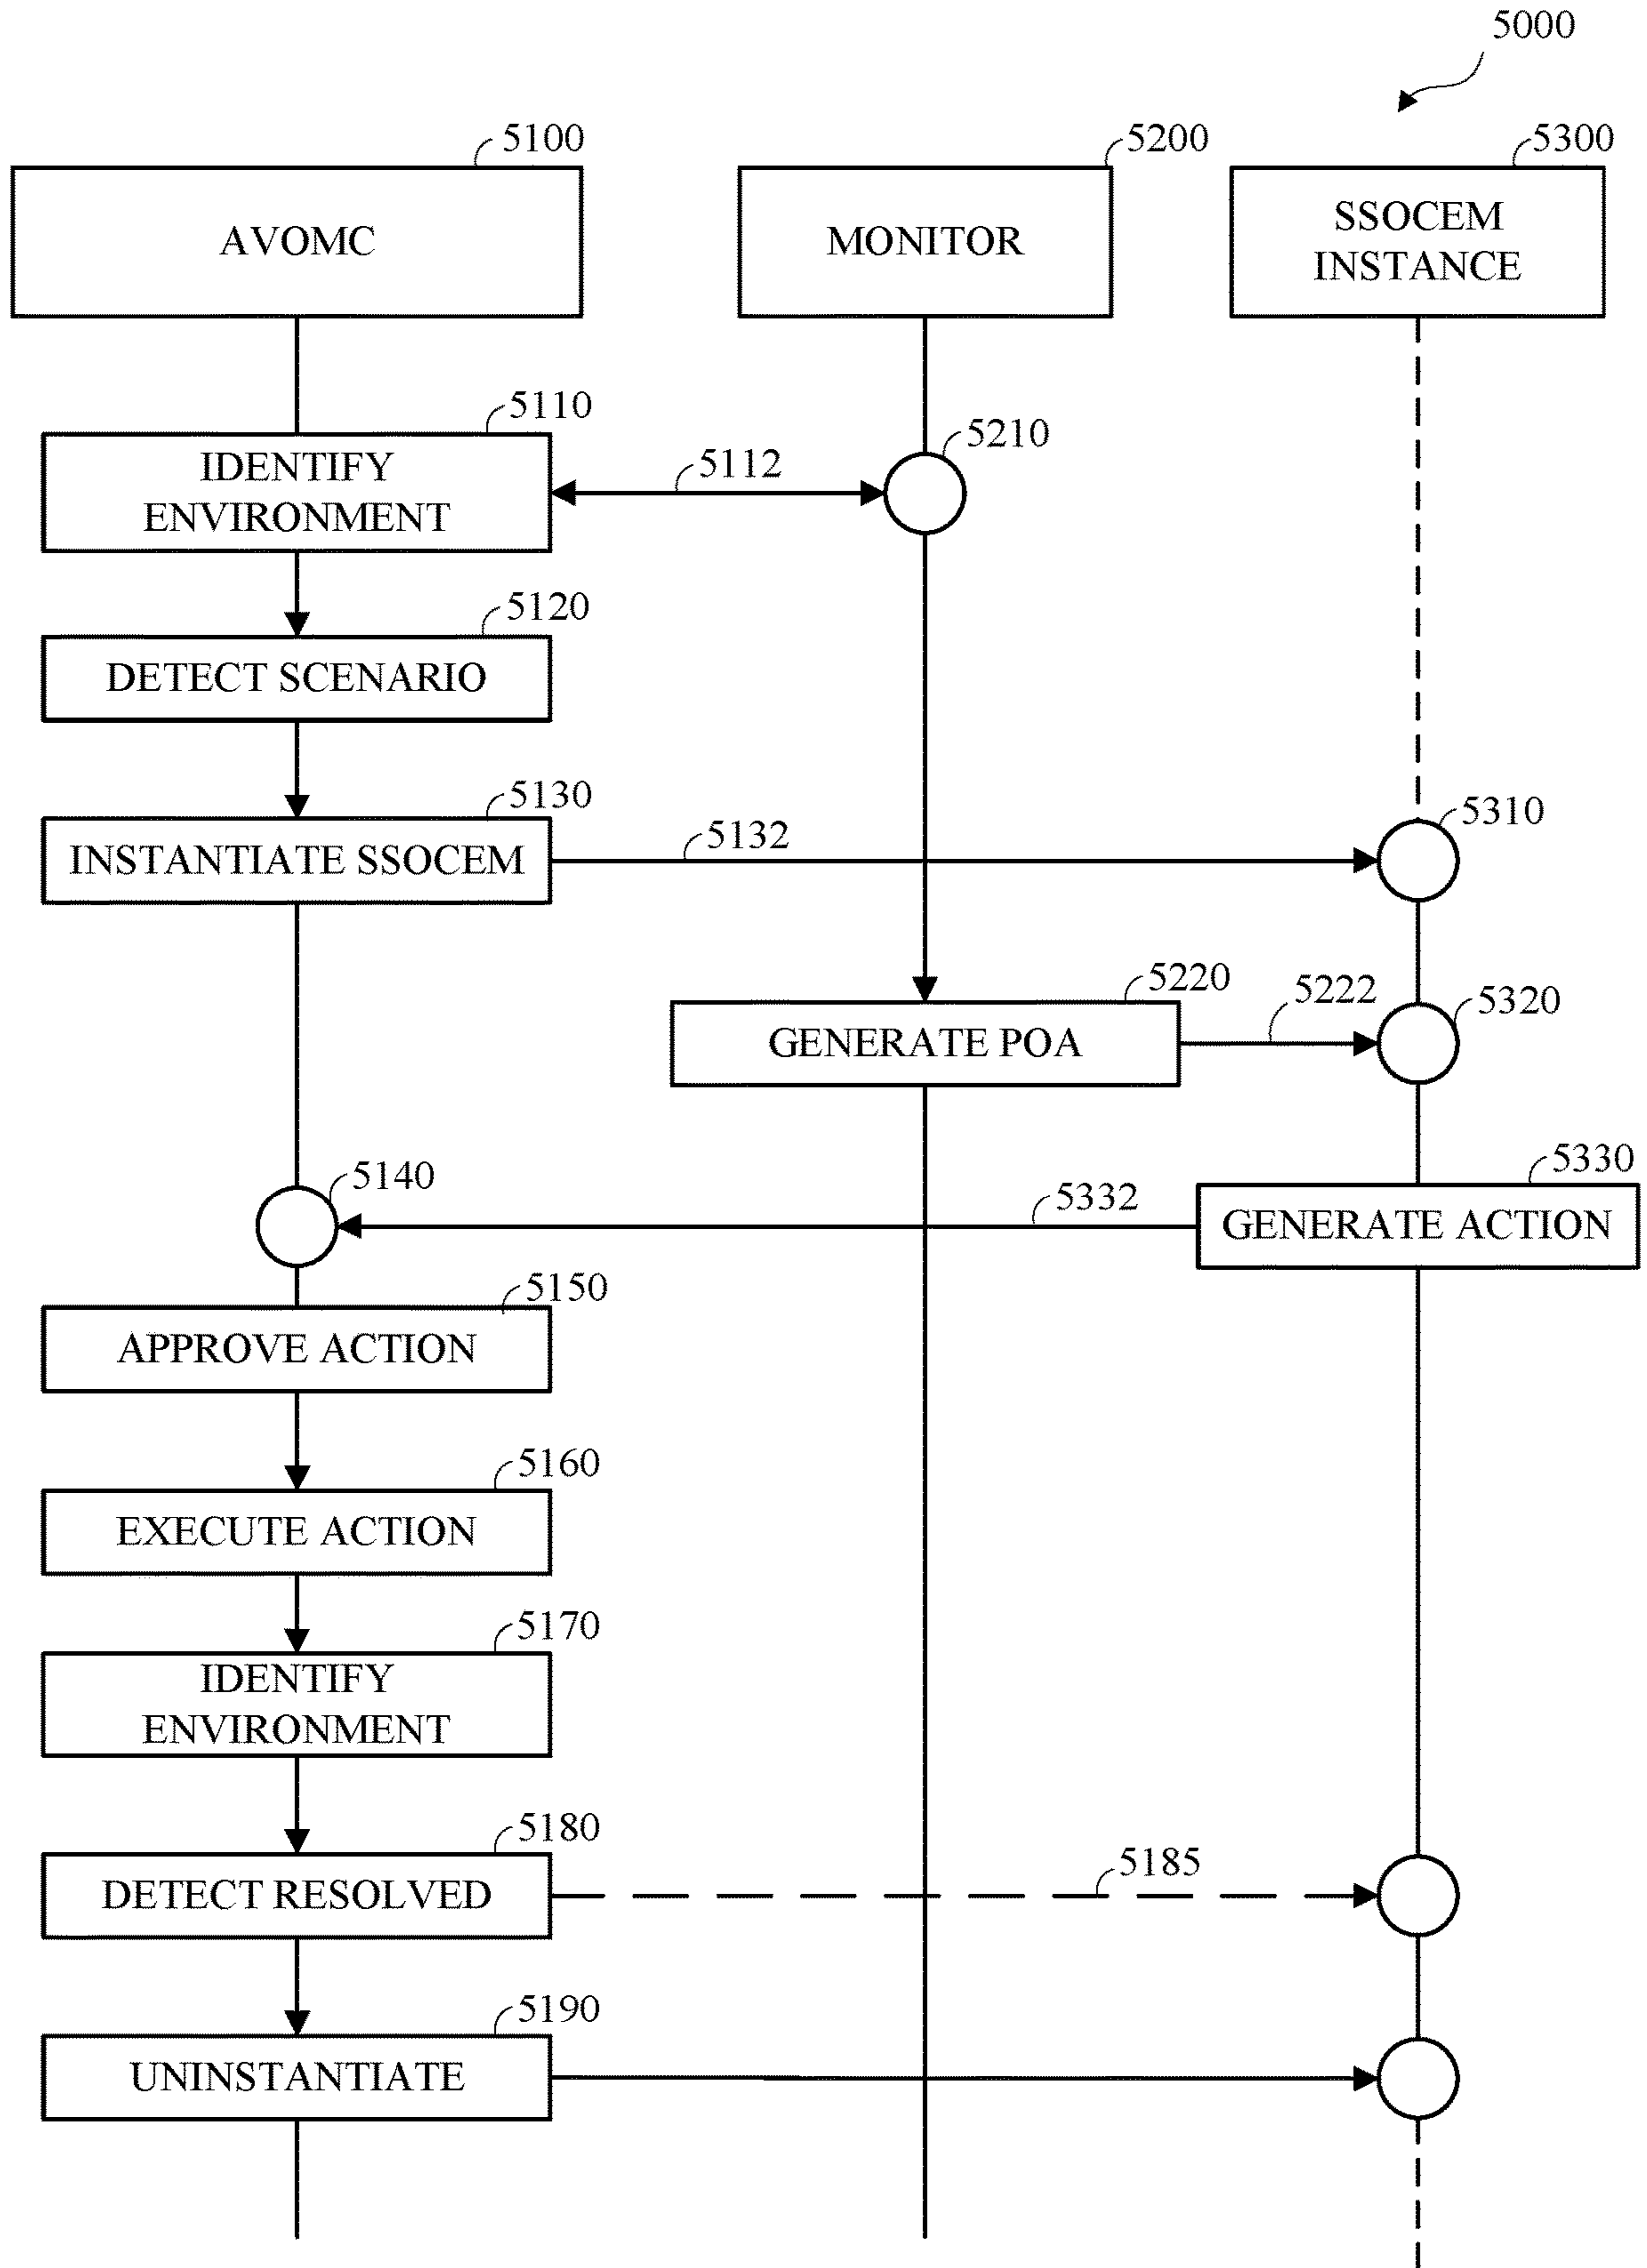 5000
5100
5200
5300
AVOMC
MONITOR
SSOCEM
INSTANCE
5110
IDENTIFY
ENVIRONMENT
5112
5210
5120
DETECT SCENARIO
5130
INSTANTIATE SSOCEM
5132
5310
5220
GENERATE POA
5222
5320
5140
5332
5330
GENERATE ACTION
5150
APPROVE ACTION
5160
EXECUTE ACTION
5170
IDENTIFY
ENVIRONMENT
5180
DETECT RESOLVED
5185
5190
UNINSTANTIATE